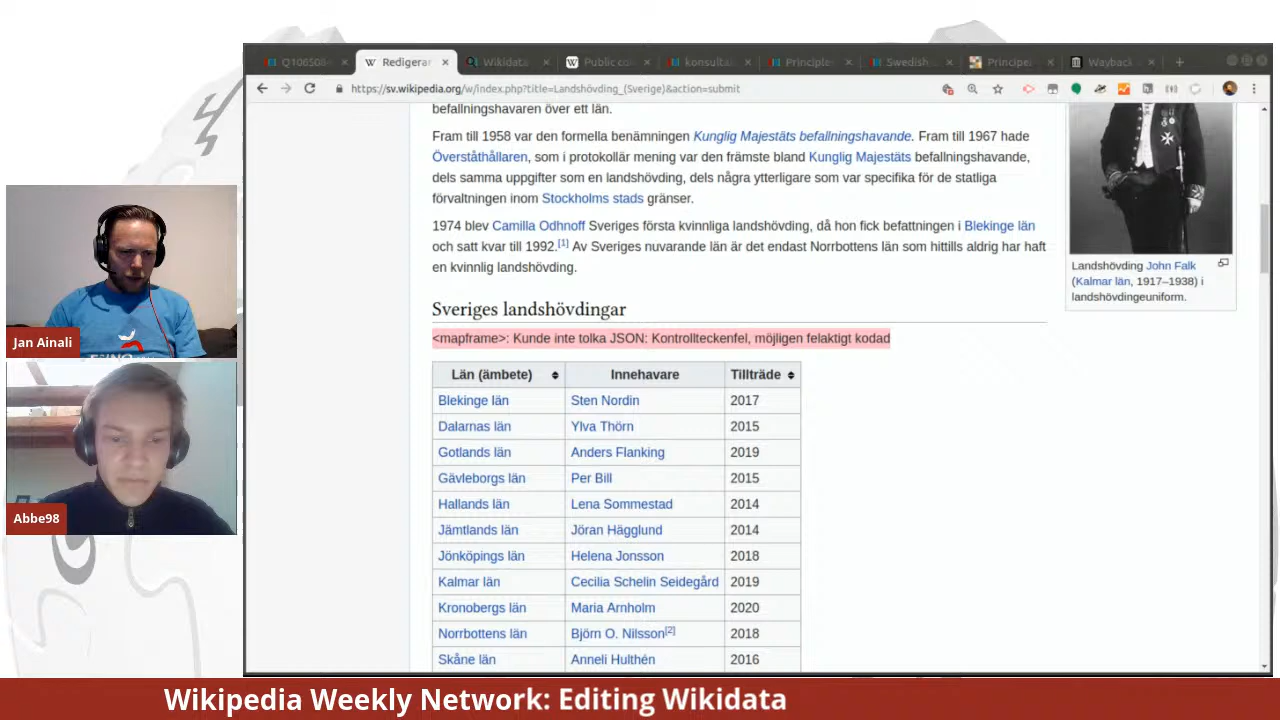 Q106508
Redigerar
Wikidata
Public co
konsulta
Principle
Swedish
Principe
Wayback
https://sv.wikipedia.org/w/index.php?title=Landshövding_(Sverige)&action=submit
befallningshavaren över ett län.
Fram till 1958 var den formella benämningen Kunglig Majestäts befallningshavande. Fram till 1967 hade
Överståthållaren, som i protokollär mening var den främste bland Kunglig Majestäts befallningshavande,
dels samma uppgifter som en landshövding, dels några ytterligare som var specifika för de statliga
förvaltningen inom Stockholms stads gränser.
1974 blev Camilla Odhnoff Sveriges första kvinnliga landshövding, då hon fick befattningen i Blekinge län
och satt kvar till 1992.[1] Av Sveriges nuvarande län är det endast Norrbottens län som hittills aldrig har haft
en kvinnlig landshövding.
Landshövding John Falk
(Kalmar län, 1917–1938) i
landshövdingeuniform.
Sveriges landshövdingar
<mapframe>: Kunde inte tolka JSON: Kontrollteckenfel, möjligen felaktigt kodad
Län (ämbete) Innehavare Tillträde
Blekinge län Sten Nordin 2017
Dalarnas län Ylva Thörn 2015
Gotlands län Anders Flanking 2019
Gävleborgs län Per Bill 2015
Hallands län Lena Sommestad 2014
Jämtlands län Jöran Hägglund 2014
Jönköpings län Helena Jonsson 2018
Kalmar län Cecilia Schelin Seidegård 2019
Kronobergs län Maria Arnholm 2020
Norrbottens län Björn O. Nilsson[2] 2018
Skåne län Anneli Hulthén 2016
Jan Ainali
Abbe98
Wikipedia Weekly Network: Editing Wikidata